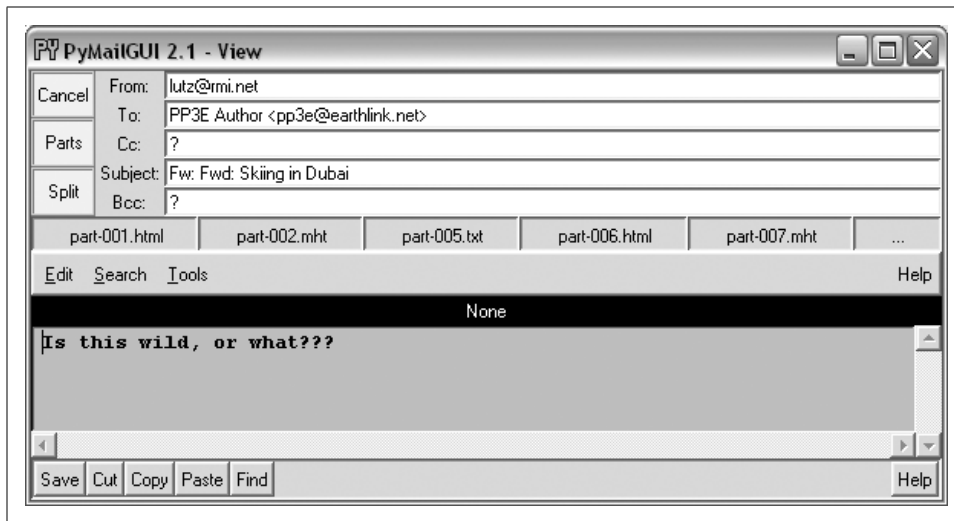 PY PyMailGUI 2.1 - View
Cancel
Parts
Split
From: lutz@rmi.net
To: PP3E Author <pp3e@earthlink.net>
Cc: ?
Subject: Fw: Fwd: Skiing in Dubai
Bcc: ?
part-001.html part-002.mht part-005.txt part-006.html part-007.mht ...
Edit Search Tools Help
None
Is this wild, or what???
Save Cut Copy Paste Find Help